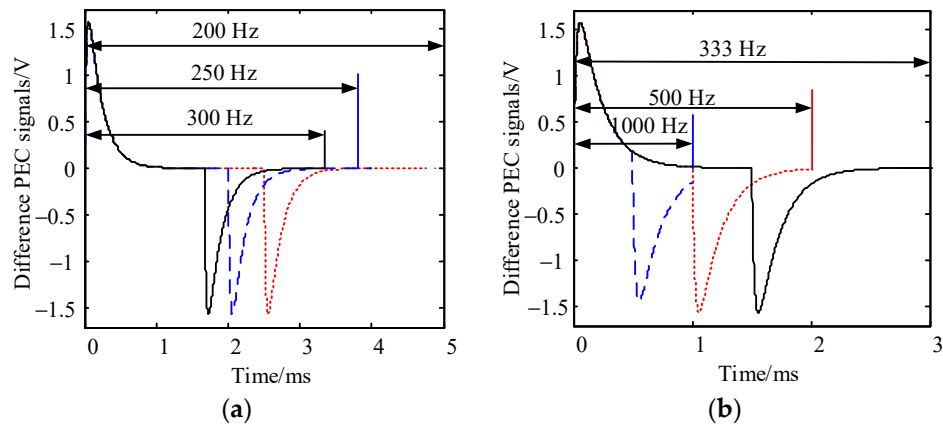 Difference PEC signals/V
1.5
1
0.5
0
−0.5
−1
−1.5
200 Hz
250 Hz
300 Hz
0 1 2 3 4 5
Time/ms
(a)
Difference PEC signals/V
1.5
1
0.5
0
−0.5
−1
−1.5
333 Hz
500 Hz
1000 Hz
0 1 2 3
Time/ms
(b)